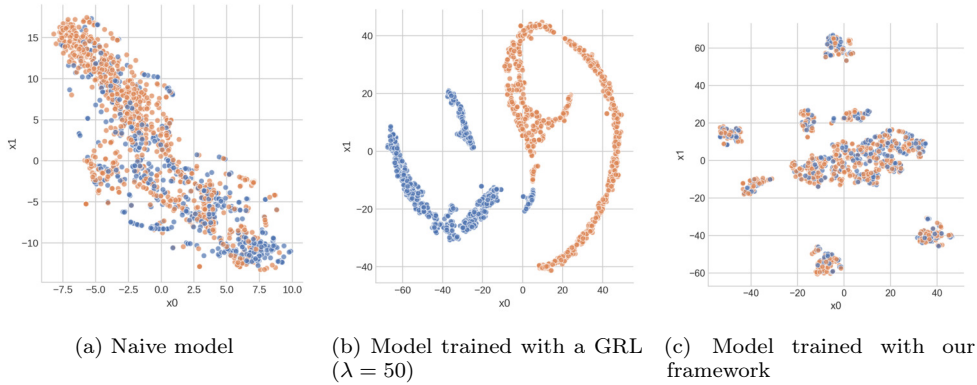 15
10
5
0
−5
−10
x1
−7.5 −5.0 −2.5 0.0 2.5 5.0 7.5 10.0
x0
40
20
0
−20
−40
x1
−60 −40 −20 0 20 40
x0
60
40
20
0
−20
−40
−60
x1
−40 −20 0 20 40
x0
(a) Naive model
(b) Model trained with a GRL
(λ = 50)
(c) Model trained with our
framework